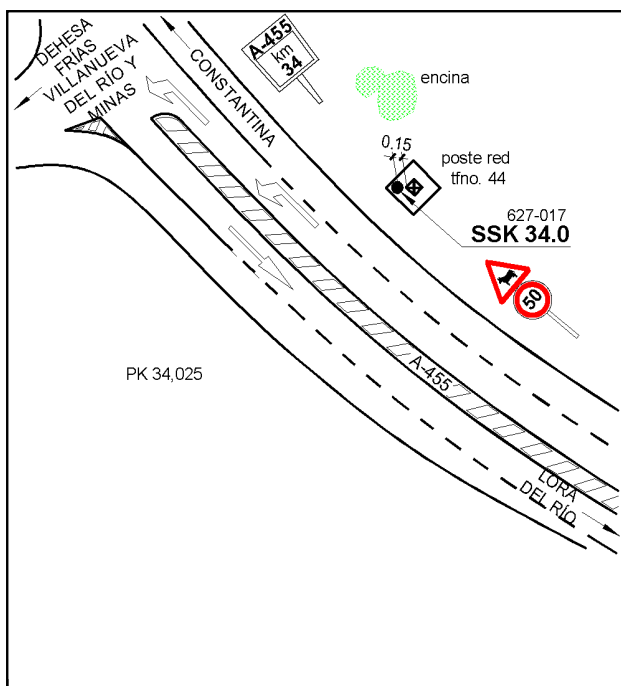 DEHESA
FRÍAS
VILLANUEVA
DEL RÍO Y
MINAS
CONSTANTINA
A-455
km
34
encina
0.15
poste red
tfno. 44
627-017
SSK 34.0
50
PK 34,025
A-455
LORA
DEL RÍO